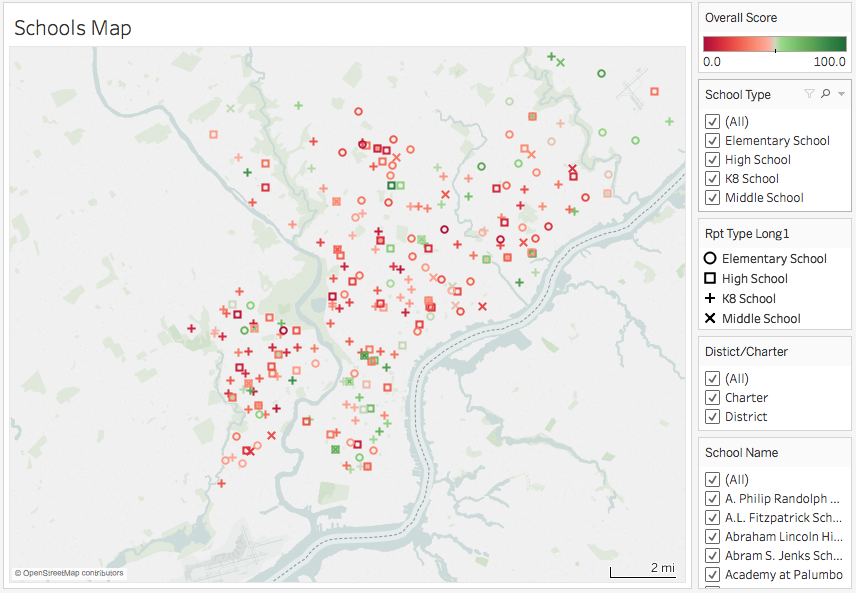 Schools Map
© OpenStreetMap contributors
2 mi
Overall Score
0.0 100.0
School Type
(All)
Elementary School
High School
K8 School
Middle School
Rpt Type Long1
Elementary School
High School
K8 School
Middle School
Distict/Charter
(All)
Charter
District
School Name
(All)
A. Philip Randolph ...
A.L. Fitzpatrick Sch...
Abraham Lincoln Hi...
Abram S. Jenks Sch...
Academy at Palumbo